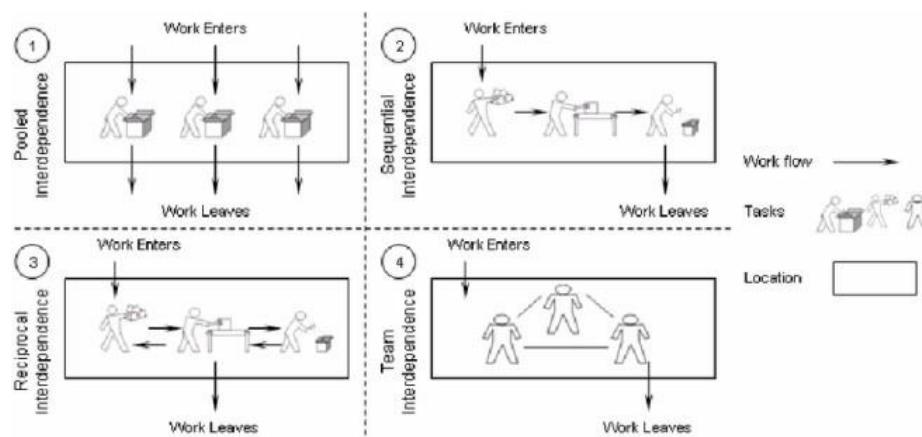 1
Work Enters
Pooled
Interdependence
Work Leaves
2
Work Enters
Sequential
Interdependence
Work Leaves
3
Work Enters
Reciprocal
Interdependence
Work Leaves
4
Work Enters
Team
Interdependence
Work Leaves
Work flow
Tasks
Location